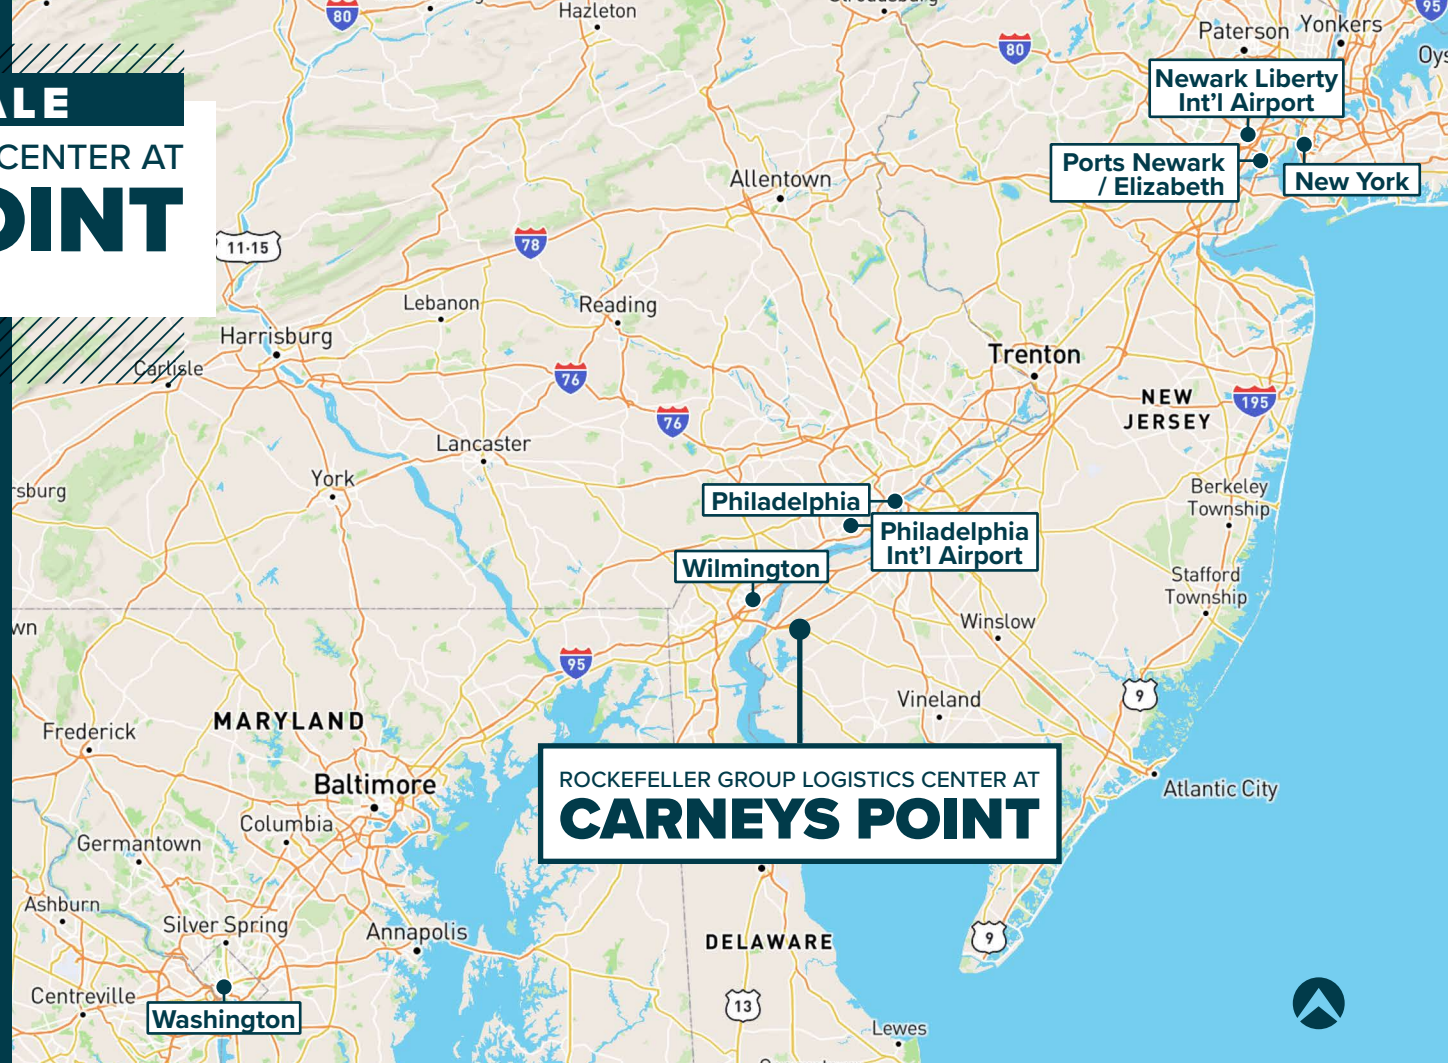 80
Hazleton
80
95
Paterson
Yonkers
Newark Liberty
Int'l Airport
ALE
CENTER AT
OINT
Ports Newark
/ Elizabeth
New York
Allentown
11·15
78
Lebanon
Reading
Harrisburg
Carlisle
Trenton
76
NEW
JERSEY
195
76
Lancaster
York
Berkeley
Township
Philadelphia
Philadelphia
Int'l Airport
Wilmington
Stafford
Township
Winslow
95
9
Vineland
MARYLAND
Frederick
Baltimore
ROCKEFELLER GROUP LOGISTICS CENTER AT
CARNEYS POINT
Atlantic City
Columbia
Germantown
Ashburn
Silver Spring
Annapolis
DELAWARE
9
Centreville
Washington
13
Lewes